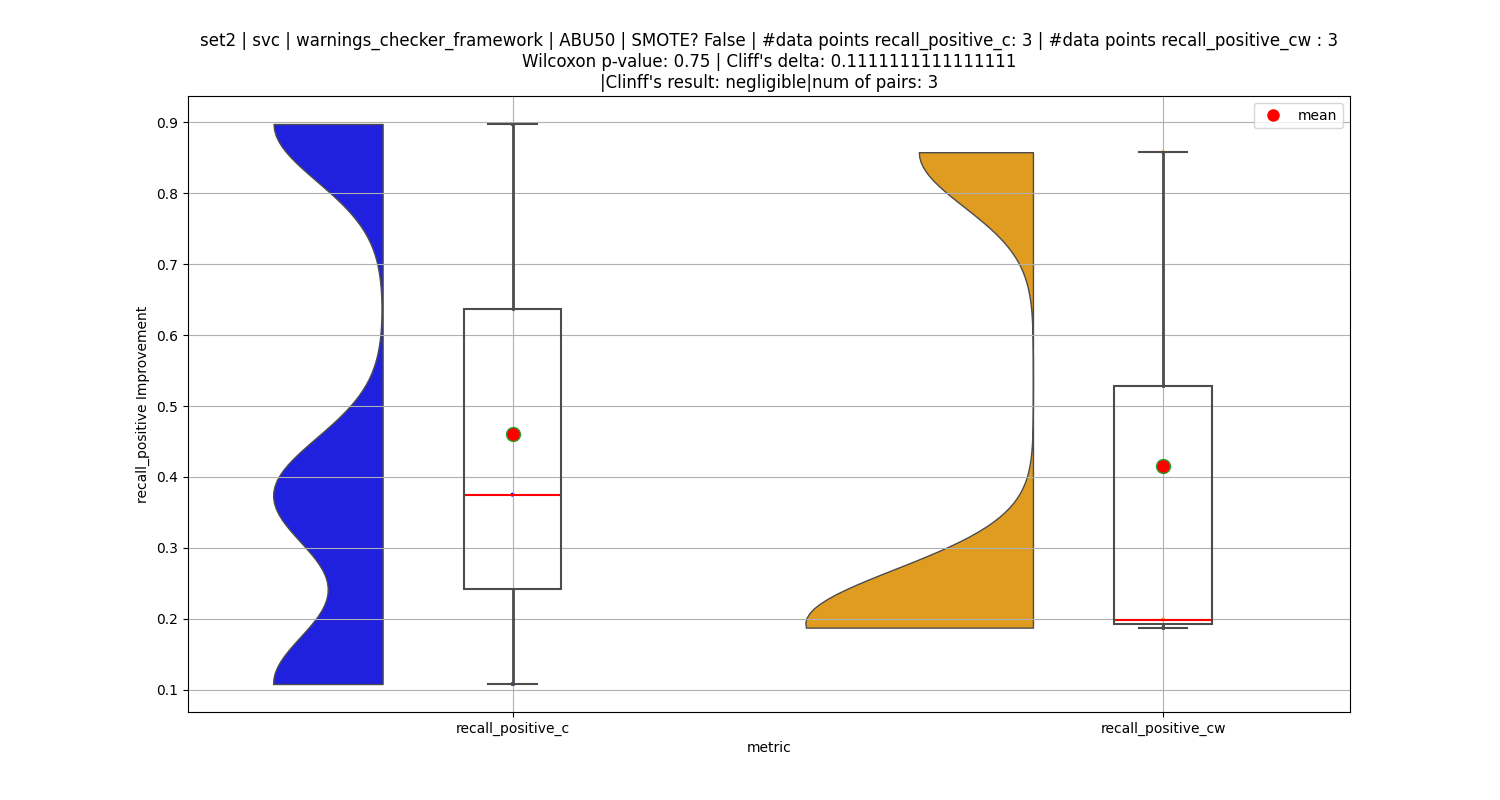 set2 | svc | warnings_checker_framework | ABU50 | SMOTE? False | #data points recall_positive_c: 3 | #data points recall_positive_cw : 3
Wilcoxon p-value: 0.75 | Cliff's delta: 0.1111111111111111
|Clinff's result: negligible|num of pairs: 3
mean
0.9
0.8
0.7
0.6
0.5
0.4
0.3
0.2
0.1
recall_positive Improvement
recall_positive_c
recall_positive_cw
metric